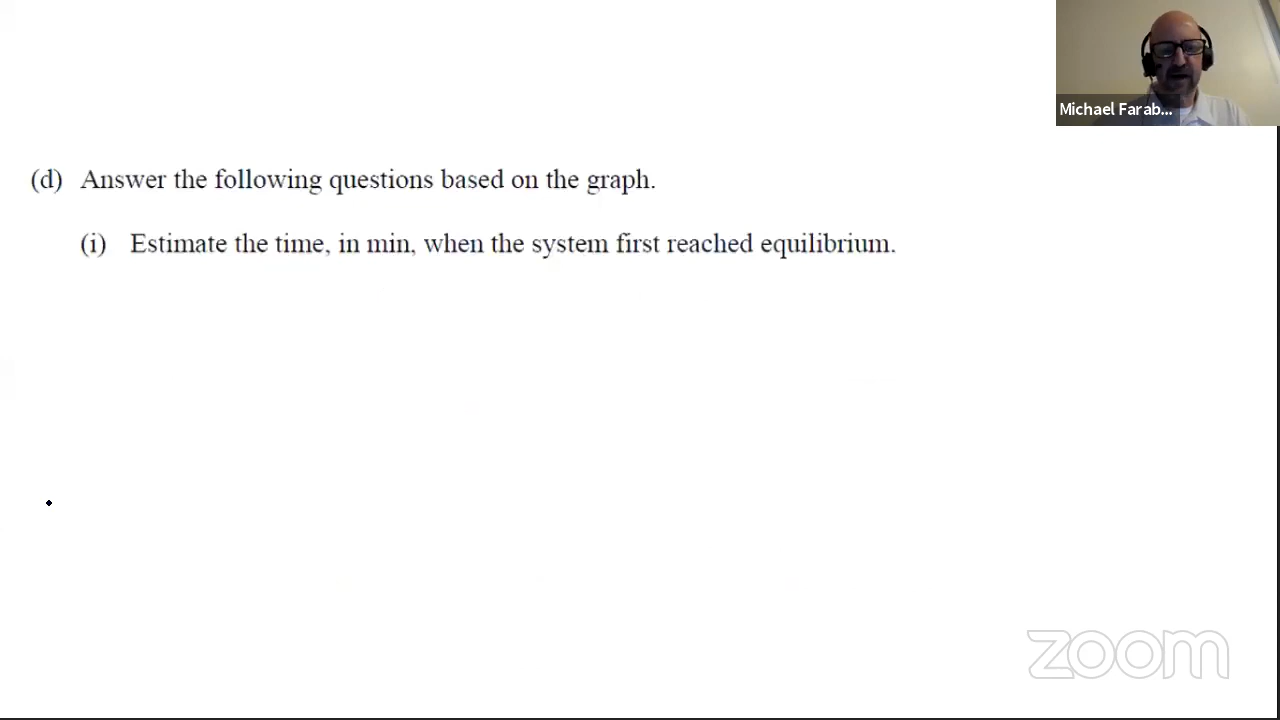 Michael Farab...
(d) Answer the following questions based on the graph.
(i) Estimate the time, in min, when the system first reached equilibrium.
zoom